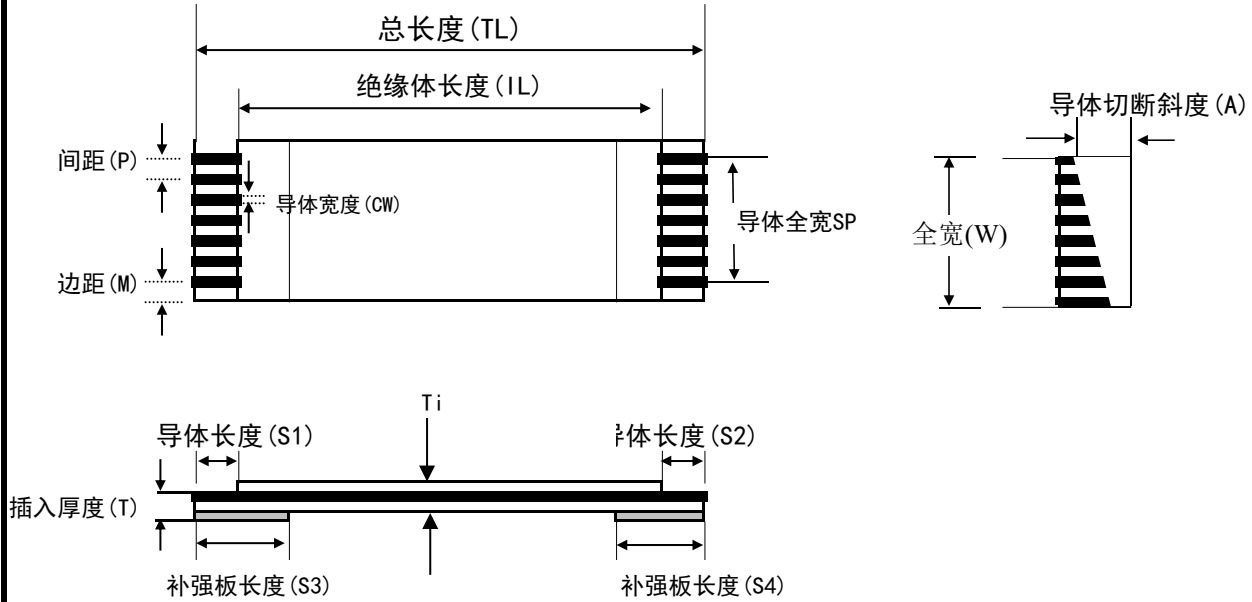 总长度(TL)
绝缘体长度(IL)
导体切断斜度(A)
间距(P)
导体宽度(CW)
导体全宽SP
全宽(W)
边距(M)
Ti
导体长度(S1)
体长度(S2)
插入厚度(T)
补强板长度(S3)
补强板长度(S4)